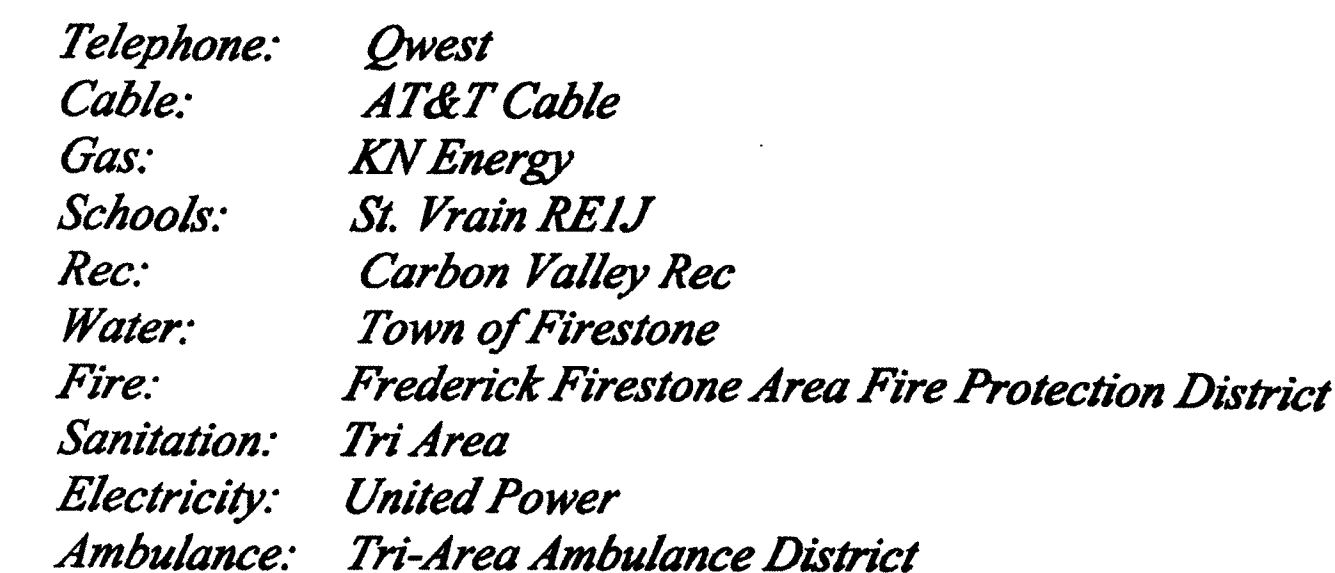 Telephone: Qwest
Cable: AT&T Cable
Gas: KN Energy
Schools: St. Vrain RE1J
Rec: Carbon Valley Rec
Water: Town of Firestone
Fire: Frederick Firestone Area Fire Protection District
Sanitation: Tri Area
Electricity: United Power
Ambulance: Tri-Area Ambulance District